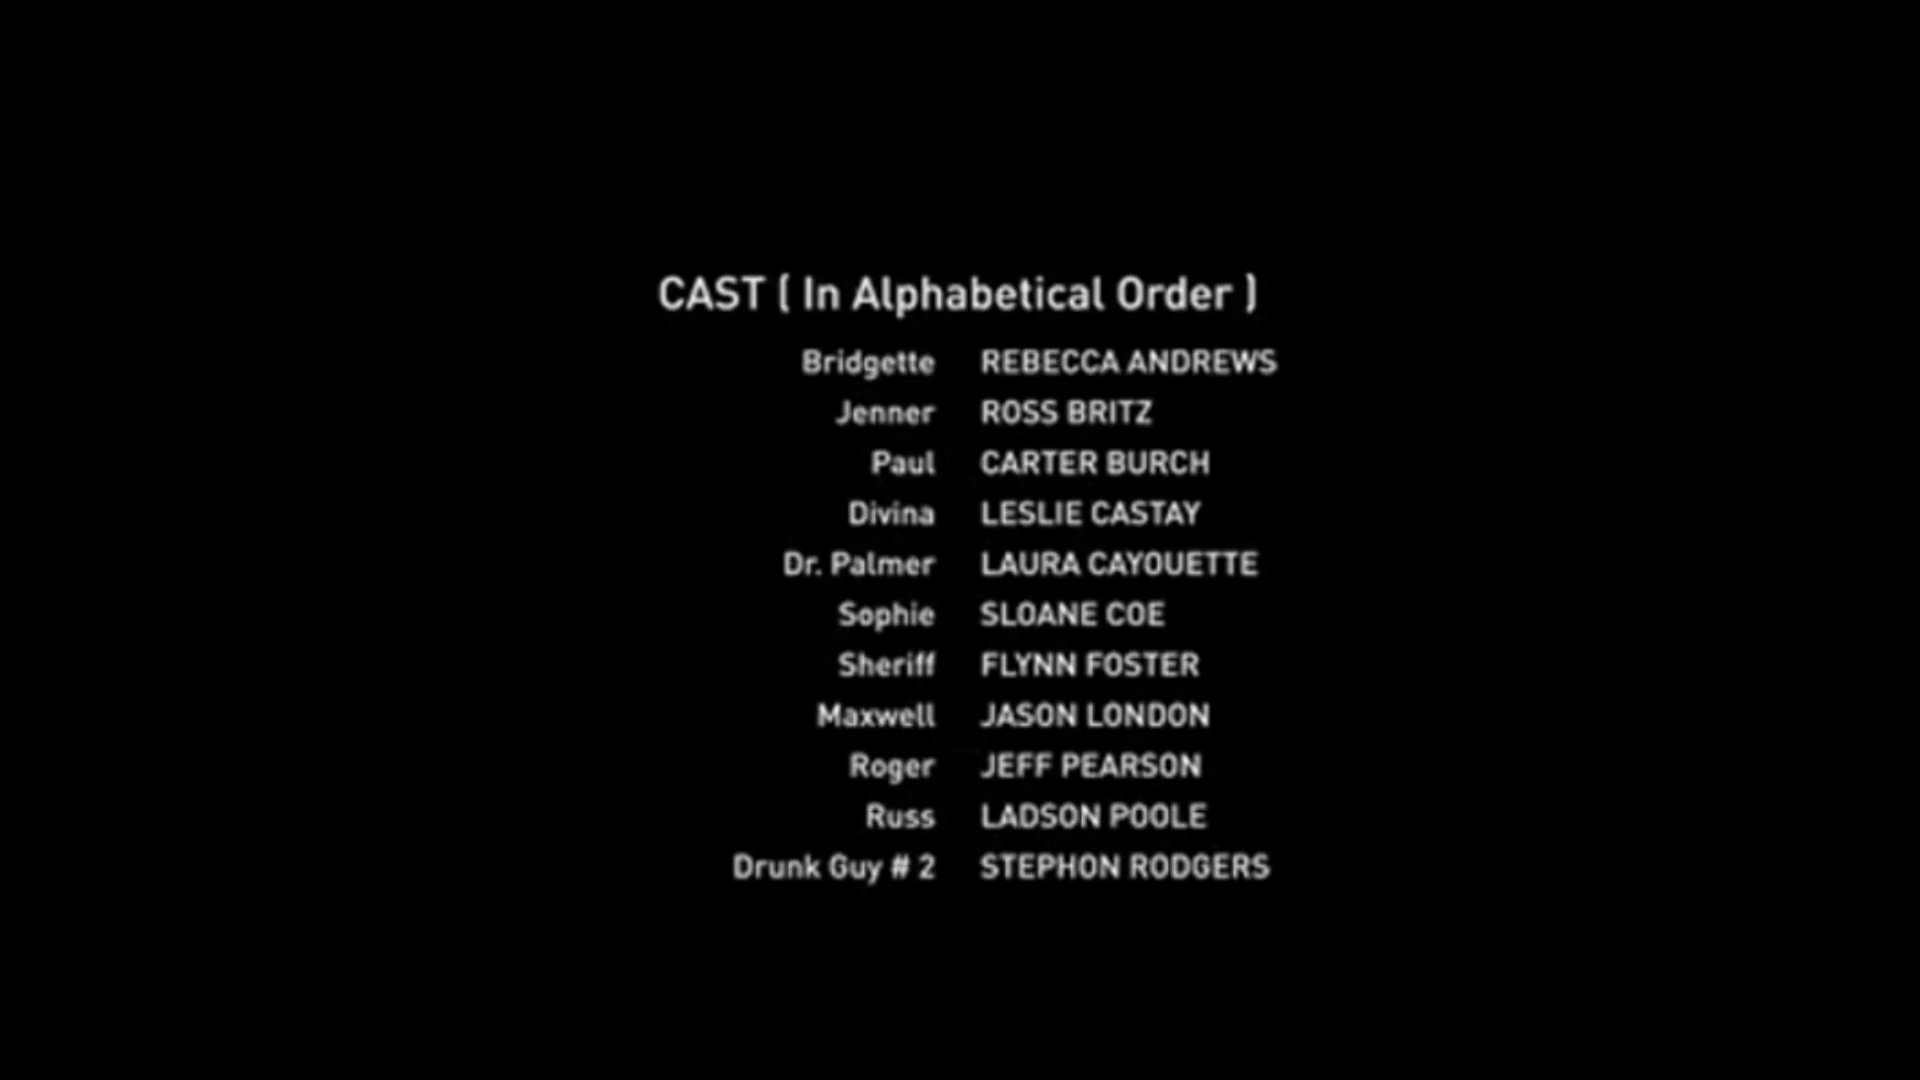 CAST ( In Alphabetical Order )
Bridgette REBECCA ANDREWS
Jenner ROSS BRITZ
Paul CARTER BURCH
Divina LESLIE CASTAY
Dr. Palmer LAURA CAYOUETTE
Sophie SLOANE COE
Sheriff FLYNN FOSTER
Maxwell JASON LONDON
Roger JEFF PEARSON
Russ LADSON POOLE
Drunk Guy # 2 STEPHON RODGERS